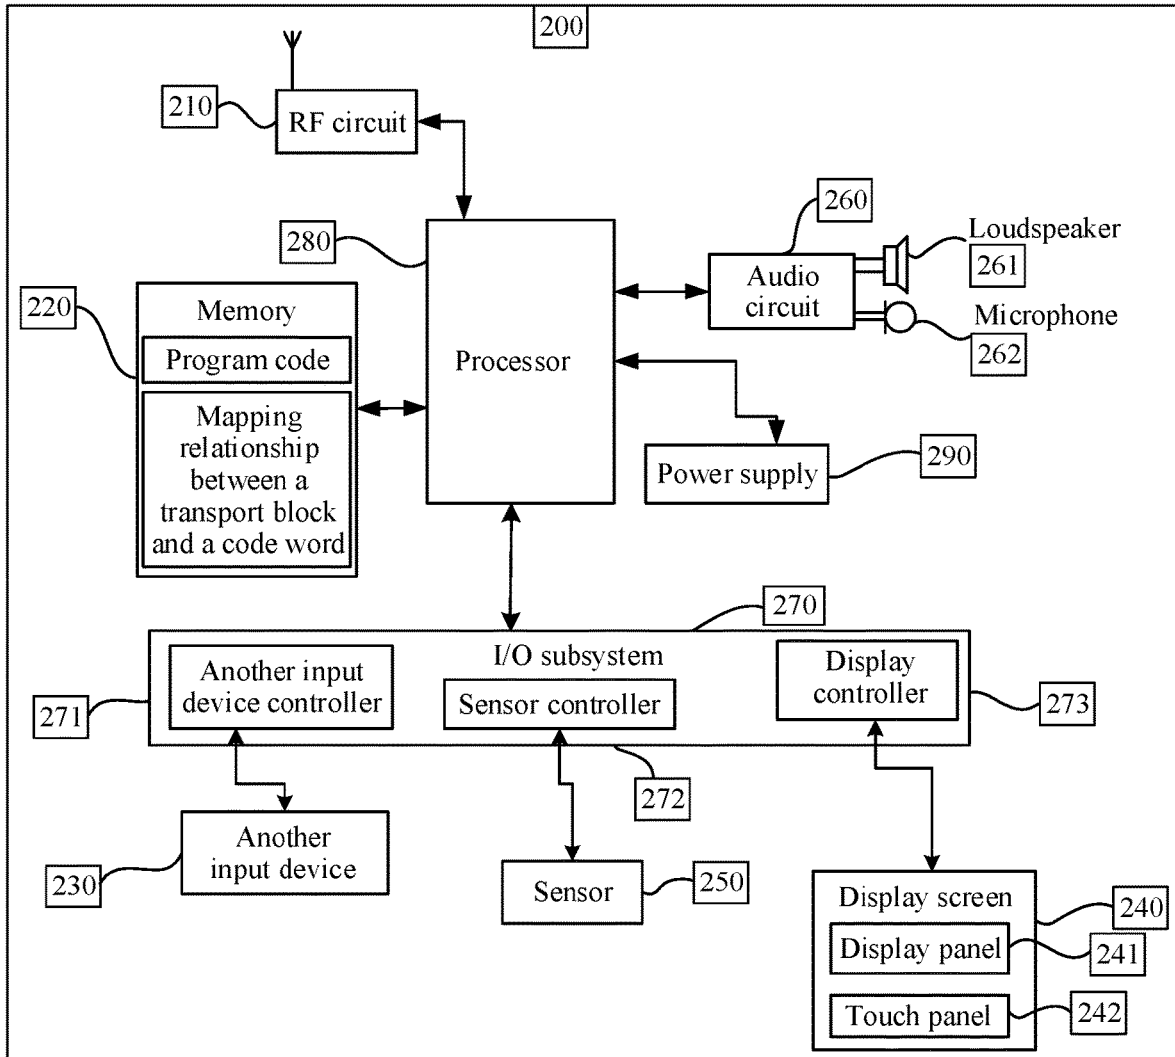 200
210
RF circuit
260
280
Loudspeaker
261
Audio
circuit
220
Memory
Microphone
262
Program code
Processor
Mapping
relationship
between a
transport block
and a code word
Power supply
290
270
I/O subsystem
Another input
device controller
Display
controller
271
Sensor controller
273
272
Another
input device
230
Sensor
250
Display screen
240
Display panel
241
Touch panel
242